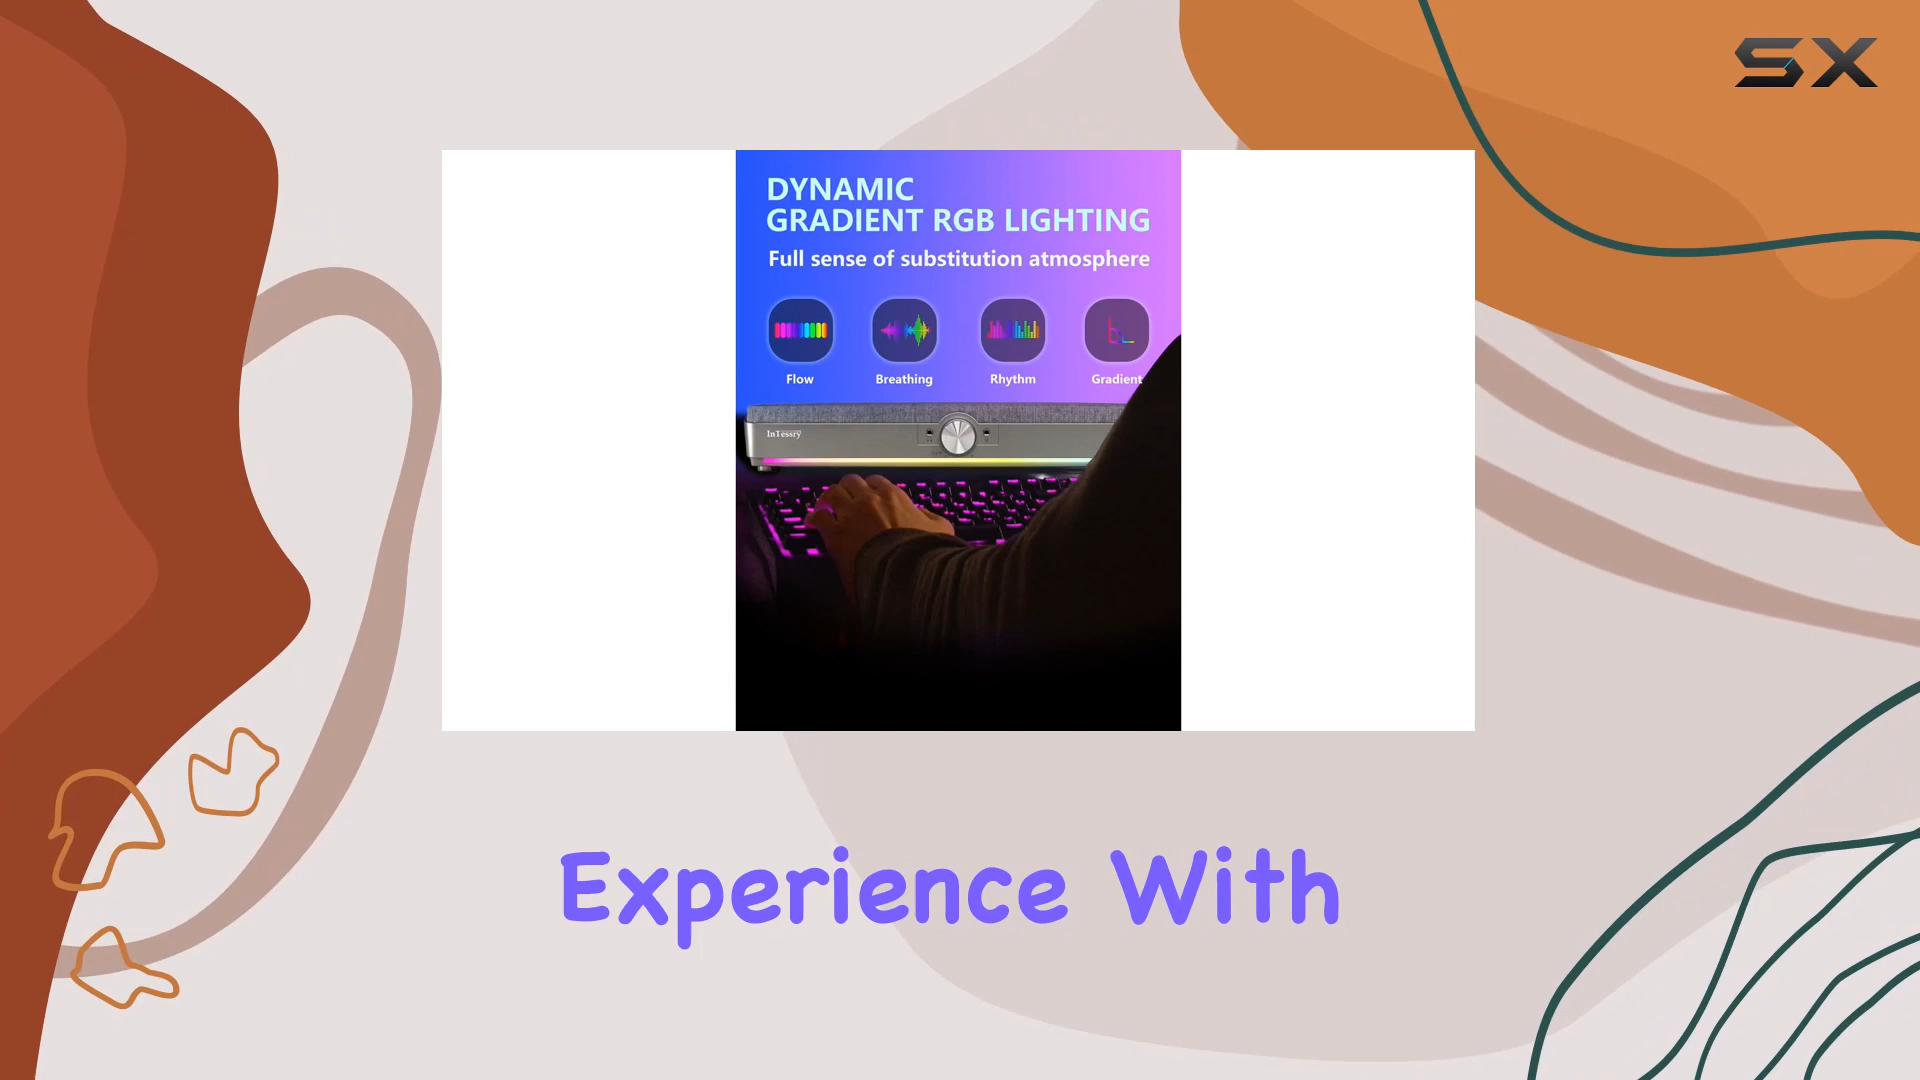 SX
DYNAMIC
GRADIENT RGB LIGHTING
Full sense of substitution atmosphere
Flow Breathing Rhythm Gradient
InTessry
Experience With